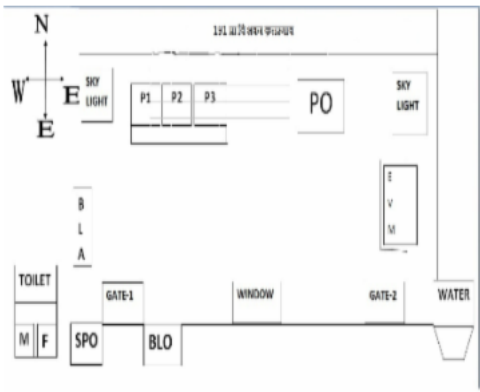 N
W E
E
SKY
LIGHT
P1 P2 P3
PO
SKY
LIGHT
B
L
A
E
V
M
TOILET
M F
GATE-1
WINDOW
GATE-2
WATER
SPO
BLO